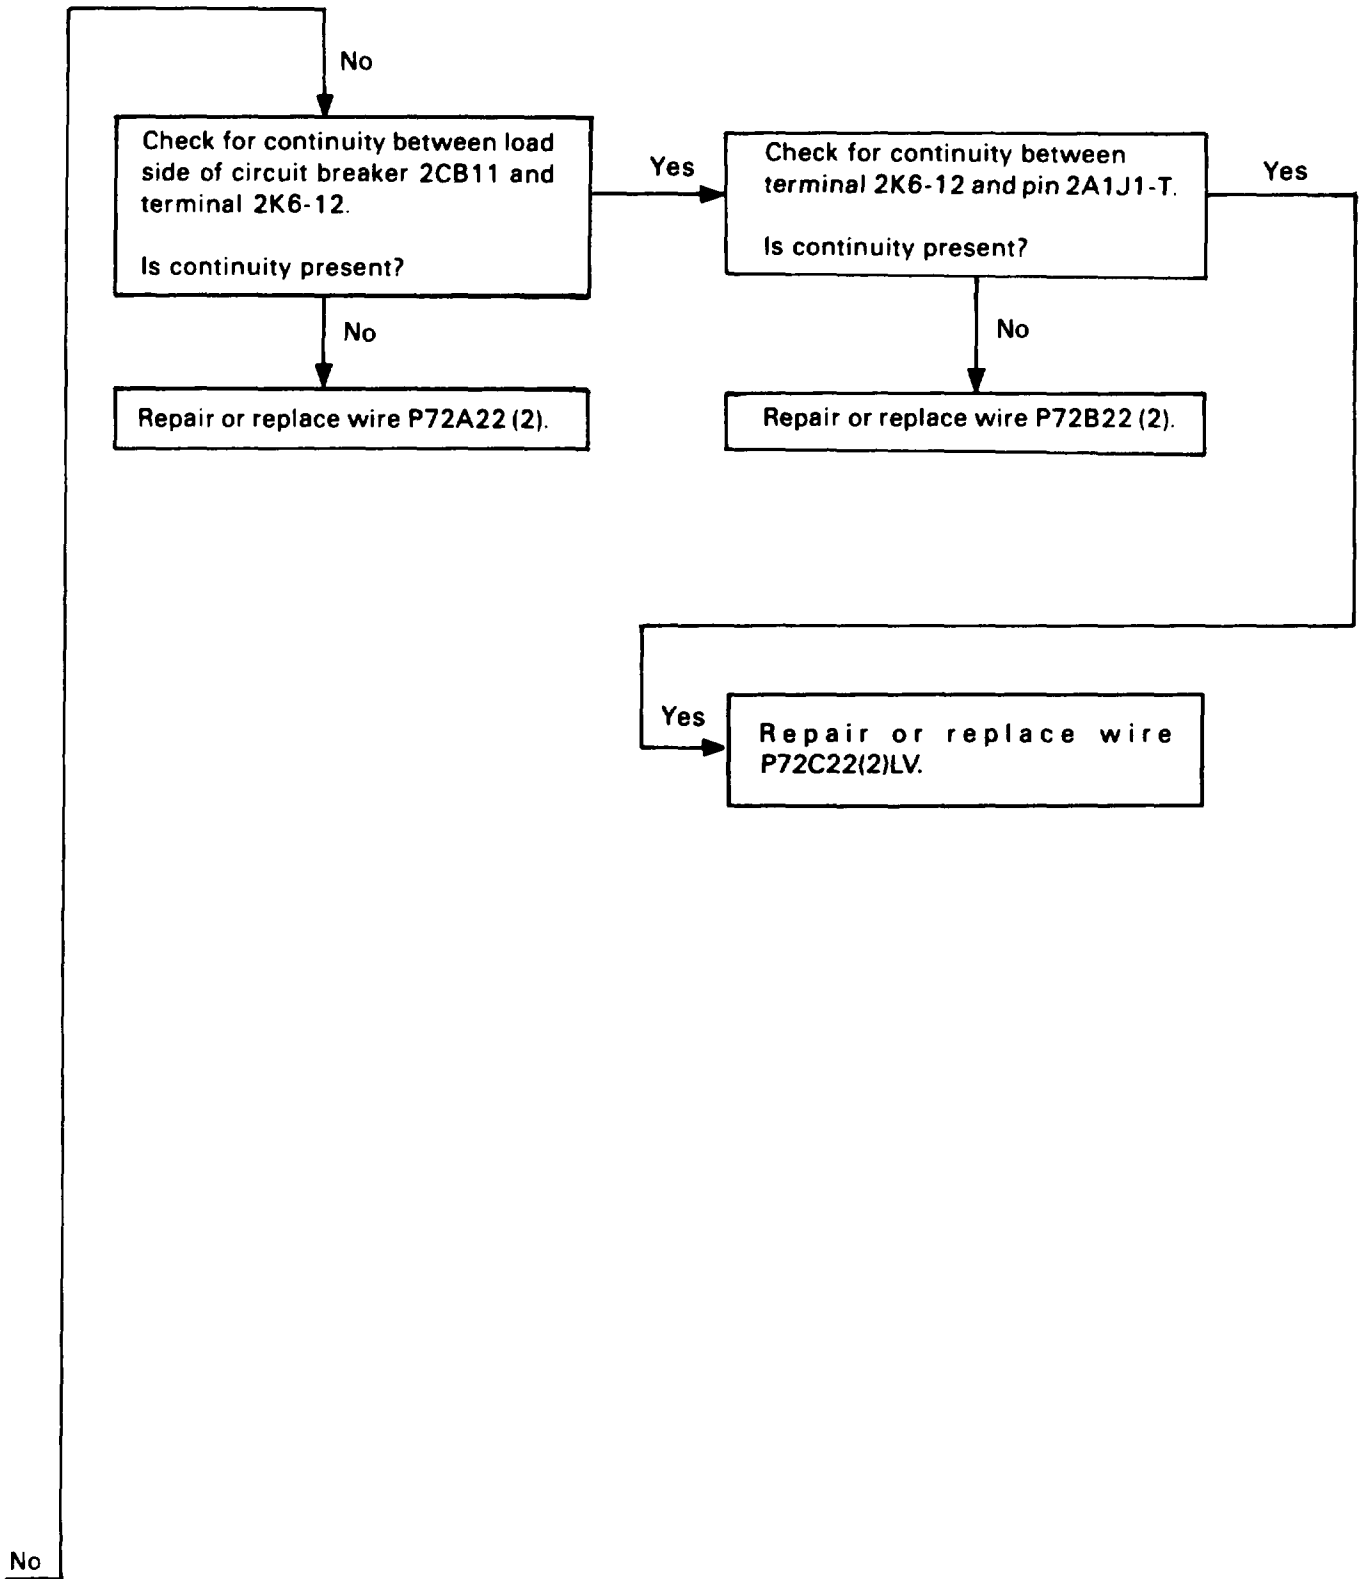 No
Check for continuity between load
side of circuit breaker 2CB11 and
terminal 2K6-12.
Is continuity present?
Yes
Check for continuity between
terminal 2K6-12 and pin 2A1J1-T.
Is continuity present?
Yes
No
Repair or replace wire P72A22 (2).
No
Repair or replace wire P72B22 (2).
Yes
Repair or replace wire
P72C22(2)LV.
No